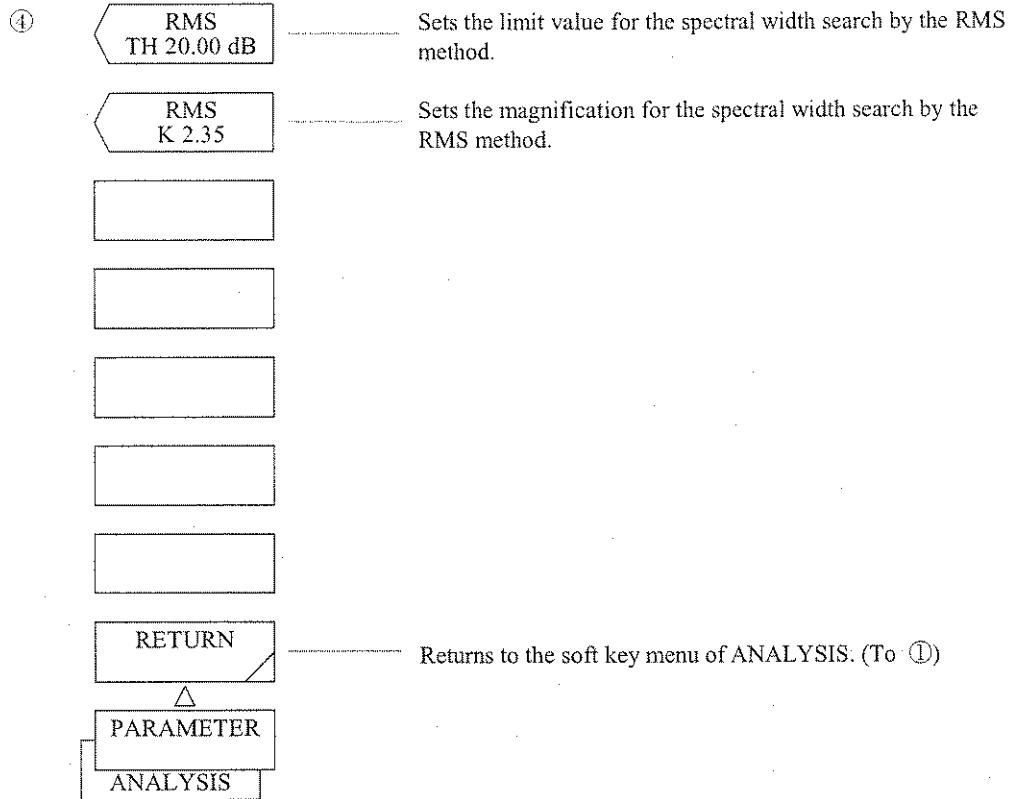 ④
RMS
TH 20.00 dB
Sets the limit value for the spectral width search by the RMS
method.
RMS
K 2.35
Sets the magnification for the spectral width search by the
RMS method.
RETURN
Returns to the soft key menu of ANALYSIS. (To ①)
△
PARAMETER
ANALYSIS